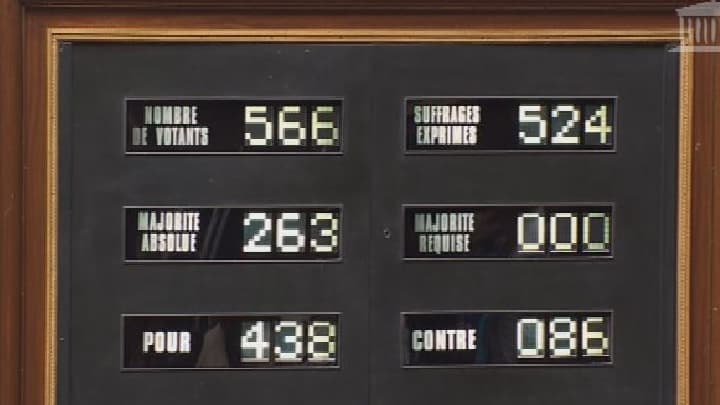 NOMBRE
DE VOTANTS
566
SUFFRAGES
EXPRIMES
524
MAJORITE
ABSOLUE
263
MAJORITE
REQUISE
000
POUR
438
CONTRE
086